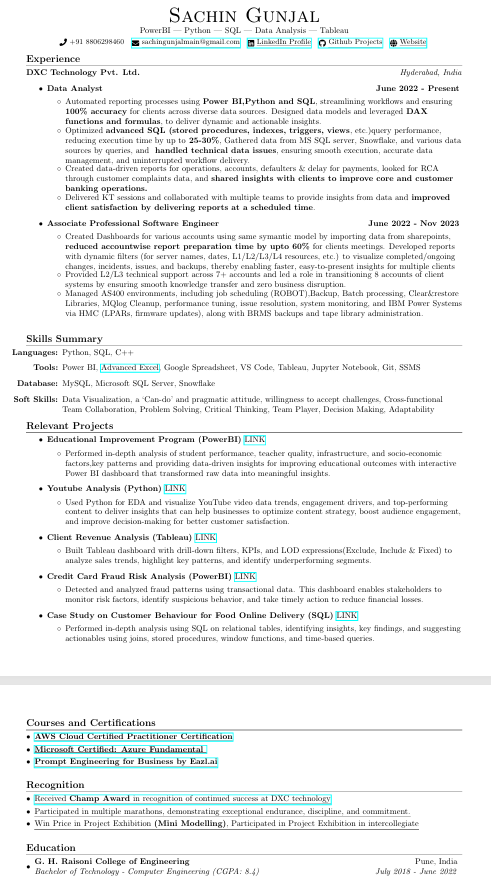 SACHIN GUNJAL
PowerBI — Python — SQL — Data Analysis — Tableau
+91 8806298460 sachingunjalmain@gmail.com LinkedIn Profile Github Projects Website
Experience
DXC Technology Pvt. Ltd. Hyderabad, India
• Data Analyst June 2022 - Present
○ Automated reporting processes using Power BI,Python and SQL, streamlining workflows and ensuring
100% accuracy for clients across diverse data sources. Designed data models and leveraged DAX
functions and formulas, to deliver dynamic and actionable insights.
○ Optimized advanced SQL (stored procedures, indexes, triggers, views, etc.)query performance,
reducing execution time by up to 25-30%, Gathered data from MS SQL server, Snowflake, and various data
sources by queries, and handled technical data issues, ensuring smooth execution, accurate data
management, and uninterrupted workflow delivery.
○ Created data-driven reports for operations, accounts, defaulters & delay for payments, looked for RCA
through customer complaints data, and shared insights with clients to improve core and customer
banking operations.
○ Delivered KT sessions and collaborated with multiple teams to provide insights from data and improved
client satisfaction by delivering reports at a scheduled time.
• Associate Professional Software Engineer June 2022 - Nov 2023
○ Created Dashboards for various accounts using same symantic model by importing data from sharepoints,
reduced accountwise report preparation time by upto 60% for clients meetings. Developed reports
with dynamic filters (for server names, dates, L1/L2/L3/L4 resources, etc.) to visualize completed/ongoing
changes, incidents, issues, and backups, thereby enabling faster, easy-to-present insights for multiple clients
○ Provided L2/L3 technical support across 7+ accounts and led a role in transitioning 8 accounts of client
systems by ensuring smooth knowledge transfer and zero business disruption.
○ Managed AS400 environments, including job scheduling (ROBOT),Backup, Batch processing, Clear&restore
Libraries, MQlog Cleanup, performance tuning, issue resolution, system monitoring, and IBM Power Systems
via HMC (LPARs, firmware updates), along with BRMS backups and tape library administration.
Skills Summary
Languages: Python, SQL, C++
Tools: Power BI, Advanced Excel, Google Spreadsheet, VS Code, Tableau, Jupyter Notebook, Git, SSMS
Database: MySQL, Microsoft SQL Server, Snowflake
Soft Skills: Data Visualization, a 'Can-do' and pragmatic attitude, willingness to accept challenges, Cross-functional
Team Collaboration, Problem Solving, Critical Thinking, Team Player, Decision Making, Adaptability
Relevant Projects
• Educational Improvement Program (PowerBI) LINK
○ Performed in-depth analysis of student performance, teacher quality, infrastructure, and socio-economic
factors.key patterns and providing data-driven insights for improving educational outcomes with interactive
Power BI dashboard that transformed raw data into meaningful insights.
• Youtube Analysis (Python) LINK
○ Used Python for EDA and visualize YouTube video data trends, engagement drivers, and top-performing
content to deliver insights that can help businesses to optimize content strategy, boost audience engagement,
and improve decision-making for better customer satisfaction.
• Client Revenue Analysis (Tableau) LINK
○ Built Tableau dashboard with drill-down filters, KPIs, and LOD expressions(Exclude, Include & Fixed) to
analyze sales trends, highlight key patterns, and identify underperforming segments.
• Credit Card Fraud Risk Analysis (PowerBI) LINK
○ Detected and analyzed fraud patterns using transactional data. This dashboard enables stakeholders to
monitor risk factors, identify suspicious behavior, and take timely action to reduce financial losses.
• Case Study on Customer Behaviour for Food Online Delivery (SQL) LINK
○ Performed in-depth analysis using SQL on relational tables, identifying insights, key findings, and suggesting
actionables using joins, stored procedures, window functions, and time-based queries.
Courses and Certifications
• AWS Cloud Certified Practitioner Certification
• Microsoft Certified: Azure Fundamental
• Prompt Engineering for Business by Eazl.ai
Recognition
• Received Champ Award in recognition of continued success at DXC technology
• Participated in multiple marathons, demonstrating exceptional endurance, discipline, and commitment.
• Win Price in Project Exhibition (Mini Modelling), Participated in Project Exhibition in intercollegiate
Education
• G. H. Raisoni College of Engineering Pune, India
Bachelor of Technology - Computer Engineering (CGPA: 8.4) July 2018 - June 2022